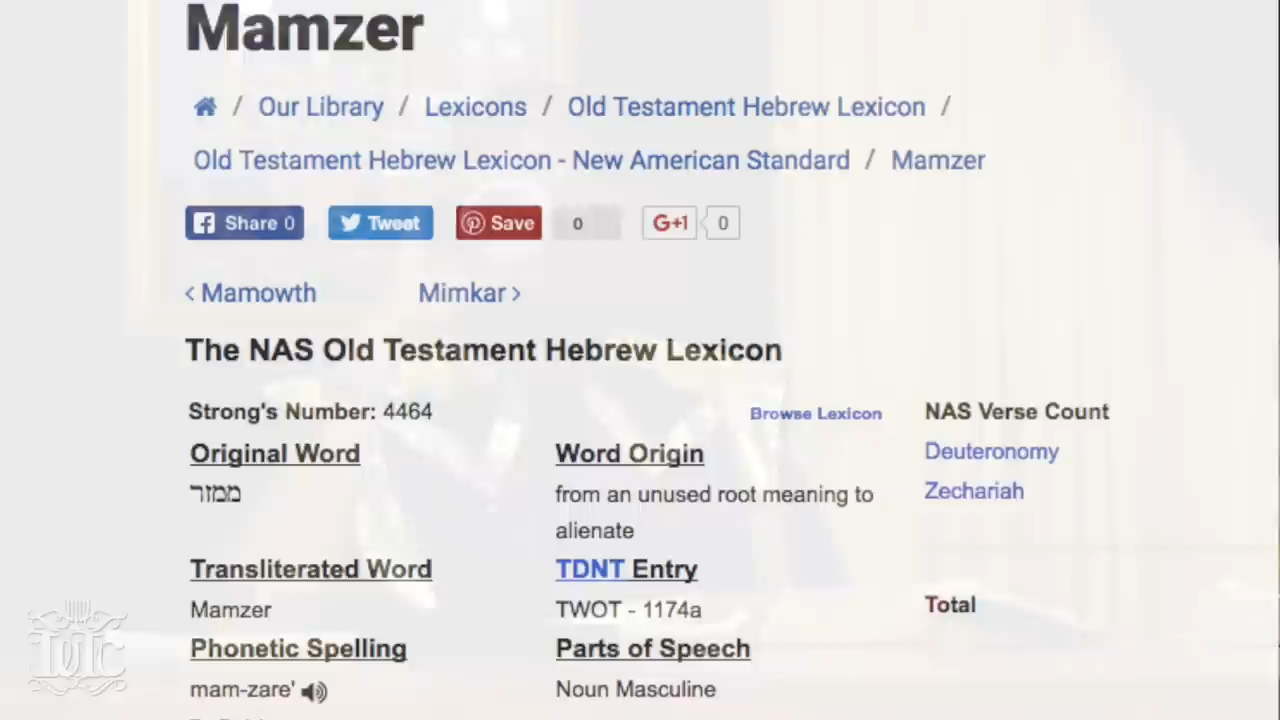 Mamzer
/ Our Library / Lexicons / Old Testament Hebrew Lexicon /
Old Testament Hebrew Lexicon - New American Standard / Mamzer
Share 0 Tweet Save 0 G+1 0
‹ Mamowth Mimkar ›
The NAS Old Testament Hebrew Lexicon
Strong's Number: 4464 Browse Lexicon NAS Verse Count
Original Word Word Origin Deuteronomy
ממזר from an unused root meaning to Zechariah
alienate
Transliterated Word TDNT Entry
Mamzer TWOT - 1174a Total
Phonetic Spelling Parts of Speech
mam-zare' Noun Masculine
IUIC